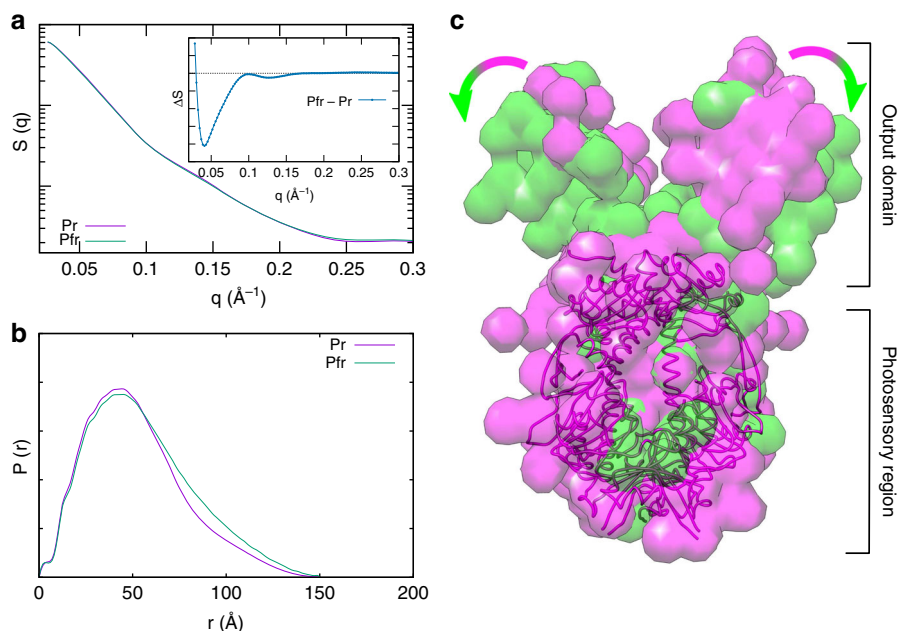 a
S (q)
Pr
Pfr
0.05 0.1 0.15 0.2 0.25 0.3
q (Å⁻¹)
ΔS
Pfr – Pr
0.05 0.1 0.15 0.2 0.25 0.3
q (Å⁻¹)
b
P (r)
Pr
Pfr
0 50 100 150 200
r (Å)
c
Output domain
Photosensory region